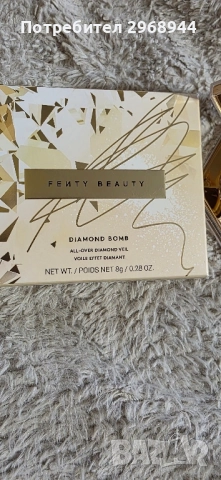 Потребител 2968944
FENTY BEAUTY
DIAMOND BOMB
ALL-OVER DIAMOND VEIL
VOILE EFFET DIAMANT
NET WT. / POIDS NET 8g / 0.28 OZ.
BAZAR